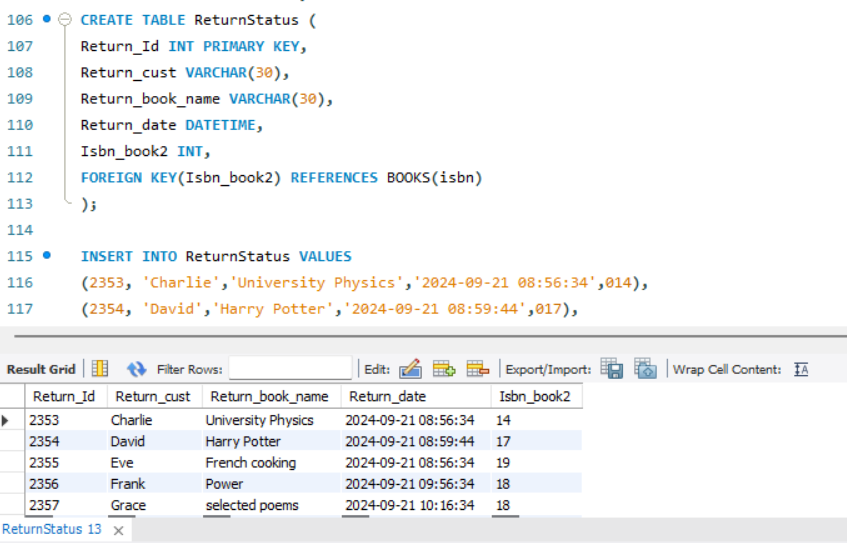 106 CREATE TABLE ReturnStatus (
107 Return_Id INT PRIMARY KEY,
108 Return_cust VARCHAR(30),
109 Return_book_name VARCHAR(30),
110 Return_date DATETIME,
111 Isbn_book2 INT,
112 FOREIGN KEY(Isbn_book2) REFERENCES BOOKS(isbn)
113 );
114
115 INSERT INTO ReturnStatus VALUES
116 (2353, 'Charlie','University Physics','2024-09-21 08:56:34',014),
117 (2354, 'David','Harry Potter','2024-09-21 08:59:44',017),
Result Grid Filter Rows: Edit: Export/Import: Wrap Cell Content: IA
Return_Id Return_cust Return_book_name Return_date Isbn_book2
2353 Charlie University Physics 2024-09-21 08:56:34 14
2354 David Harry Potter 2024-09-21 08:59:44 17
2355 Eve French cooking 2024-09-21 08:56:34 19
2356 Frank Power 2024-09-21 09:56:34 18
2357 Grace selected poems 2024-09-21 10:16:34 18
ReturnStatus 13